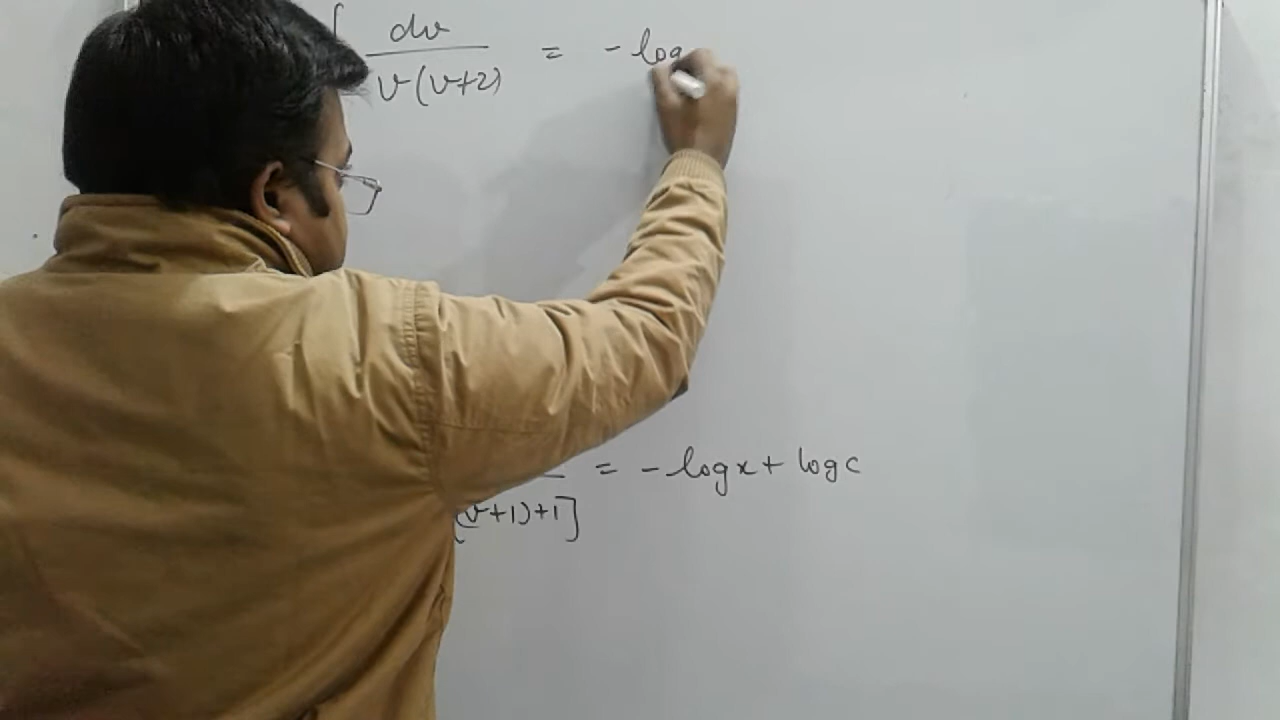 ∫ dv / v(v+2) = - log
= - log x + log c
(v+1)+1]